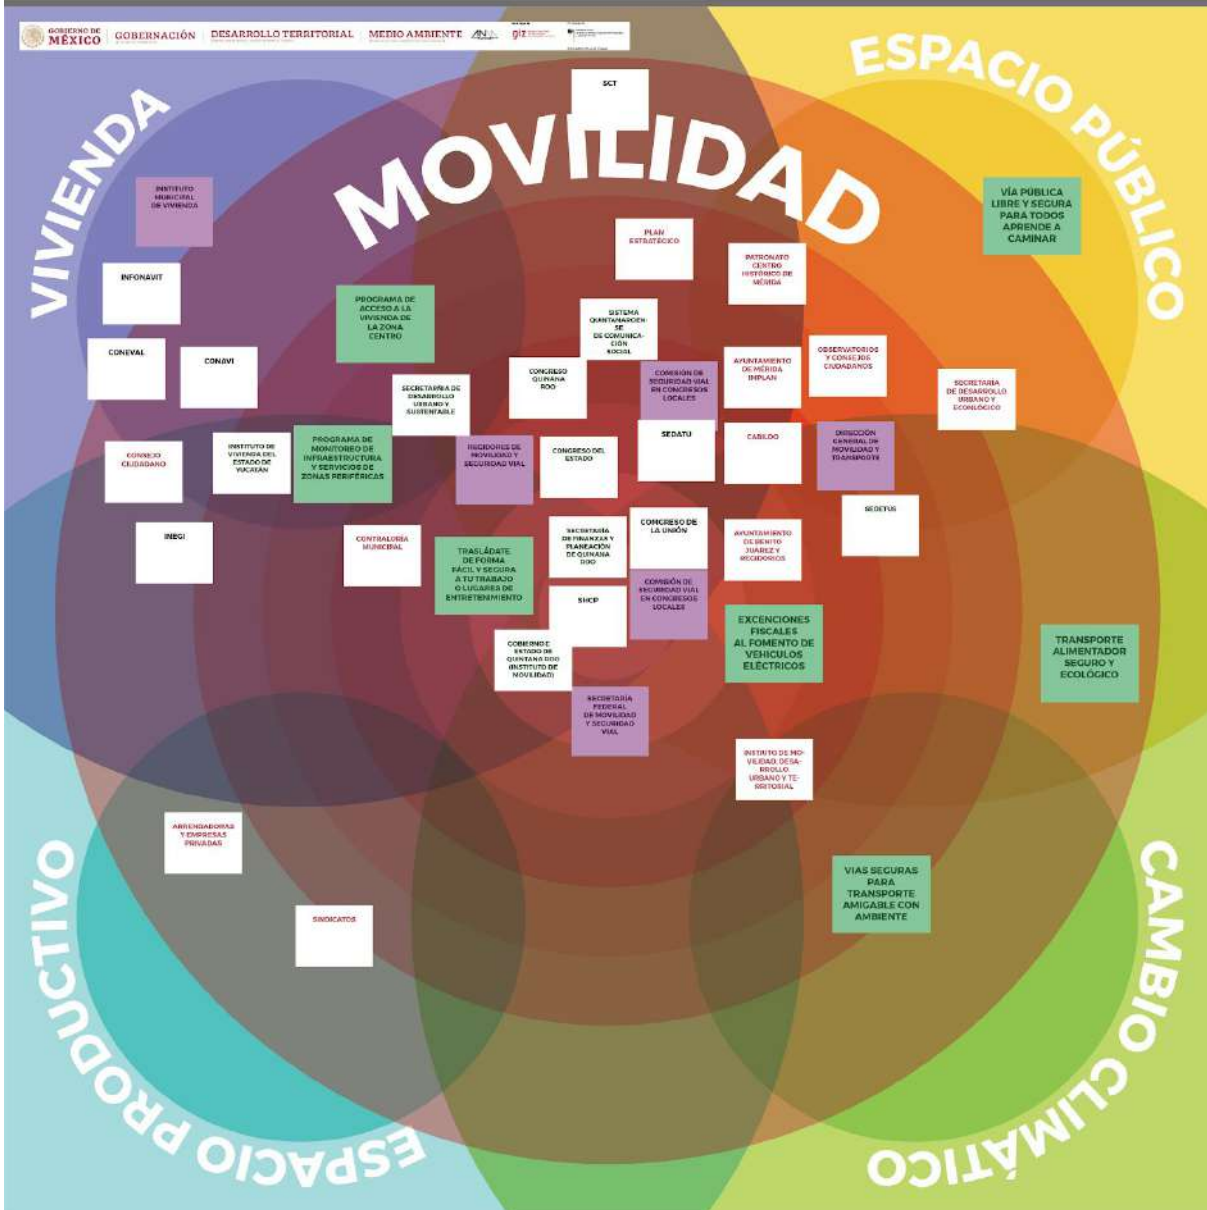 GOBIERNO DE
MÉXICO
GOBERNACIÓN
DESARROLLO TERRITORIAL
MEDIO AMBIENTE
giz
VIVIENDA
MOVILIDAD
ESPACIO PÚBLICO
SCT
INSTITUTO
MUNICIPAL
DE VIVIENDA
VÍA PÚBLICA
LIBRE Y SEGURA
PARA TODOS
APRENDE A
CAMINAR
PLAN
ESTRATÉGICO
PATRONATO
CENTRO
HISTÓRICO DE
MÉRIDA
INFONAVIT
PROGRAMA DE
ACCESO A LA
VIVIENDA DE
LA ZONA
CENTRO
SISTEMA
QUINTANAROEN-
SE
DE COMUNICA-
CIÓN
SOCIAL
CONEVAL
CONAVI
SECRETARÑIA DE
DESARROLLO
URBANO Y
SUSTENTABLE
CONGRESO
QUINANA
ROO
COMISIÓN DE
SEGURIDAD VIAL
EN CONGRESOS
LOCALES
AYUNTAMIENTO
DE MÉRIDA
IMPLAN
OBSERVATORIOS
Y CONSEJOS
CIUDADANOS
SECRETARÍA
DE DESARROLLO
URBANO Y
ECONLÓGICO
CONSEJO
CIUDADANO
INSTITUTO DE
VIVIENDA DEL
ESTADO DE
YUCATÁN
PROGRAMA DE
MONITOREO DE
INFRAESTRUCTURA
Y SERVICIOS DE
ZONAS PERIFÉRICAS
REGIDORES DE
MOVILIDAD Y
SEGURIDAD VIAL
CONGRESO DEL
ESTADO
SEDATU
CABILDO
DIRECCIÓN
GENERAL DE
MOVILIDAD Y
TRANSPORTE
SEDETUS
INEGI
CONTRALORÍA
MUNICIPAL
TRASLÁDATE
DE FORMA
FÁCIL Y SEGURA
A TU TRABAJO
O LUGARES DE
ENTRETENIMIENTO
SECRETARÍA
DE FINANZAS Y
PLANEACIÓN
DE QUINANA
ROO
CONGRESO DE
LA UNIÓN
AYUNTAMIENTO
DE BENITO
JUÁREZ Y
REGIDORIOS
COMISIÓN DE
SEGURIDAD VIAL
EN CONGRESOS
LOCALES
SHCP
EXCENCIONES
FISCALES
AL FOMENTO DE
VEHICULOS
ELÉCTRICOS
TRANSPORTE
ALIMENTADOR
SEGURO Y
ECOLÓGICO
GOBIERNO E
ESTADO DE
QUINTANA ROO
(INSTITUTO DE
MOVILIDAD)
SECRETARÍA
FEDERAL
DE MOVILIDAD
Y SEGURIDAD
VIAL
INSTIUTO DE MO-
VILIDAD, DESA-
RROLLO
URBANO Y TE-
RRITORIAL
ARRENDADORAS
Y EMPRESAS
PRIVADAS
VIAS SEGURAS
PARA
TRANSPORTE
AMIGABLE CON
AMBIENTE
SINDICATOS
ESPACIO PRODUCTIVO
CAMBIO CLIMÁTICO